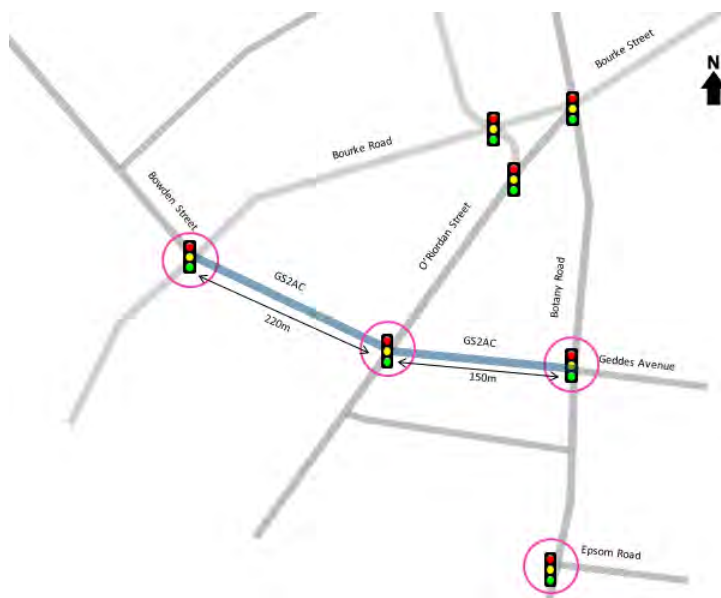 Bourke Street
N
Bourke Road
Bowden Street
O'Riordan Street
GS2AC
220m
Botany Road
GS2AC
150m
Geddes Avenue
Epsom Road